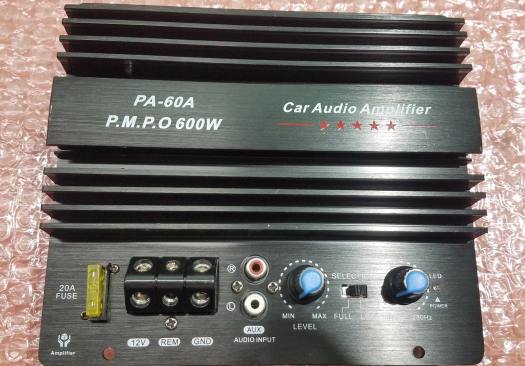 PA-60A
P.M.P.O 600W
Car Audio Amplifier
20A
FUSE
12V
REM
GND
R
L
AUX
AUDIO INPUT
MIN
MAX
LEVEL
FULL
LED
POWER
Amplifier